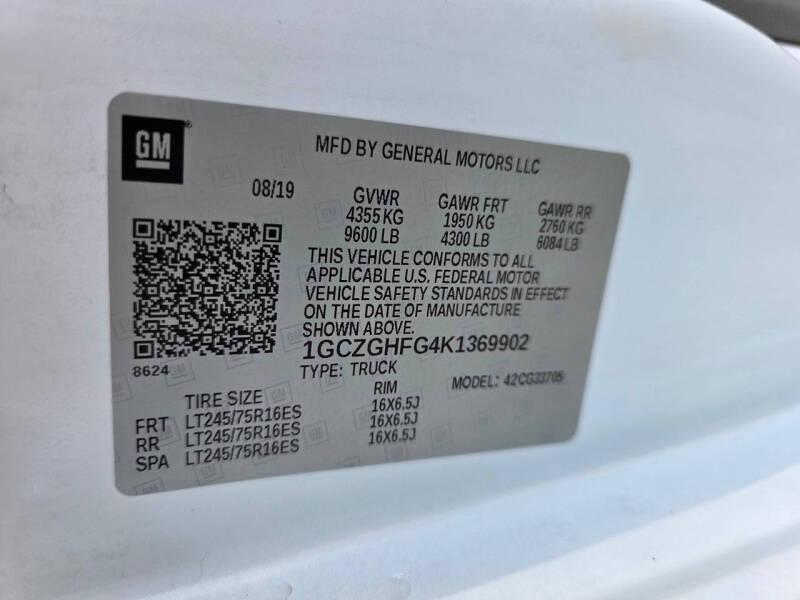 GM
MFD BY GENERAL MOTORS LLC
08/19
GVWR GAWR FRT GAWR RR
4355 KG 1950 KG 2760 KG
9600 LB 4300 LB 6084 LB
THIS VEHICLE CONFORMS TO ALL
APPLICABLE U.S. FEDERAL MOTOR
VEHICLE SAFETY STANDARDS IN EFFECT
ON THE DATE OF MANUFACTURE
SHOWN ABOVE.
8624
1GCZGHFG4K1369902
TYPE: TRUCK MODEL: 42CG33705
TIRE SIZE RIM
FRT LT245/75R16ES 16X6.5J
RR LT245/75R16ES 16X6.5J
SPA LT245/75R16ES 16X6.5J